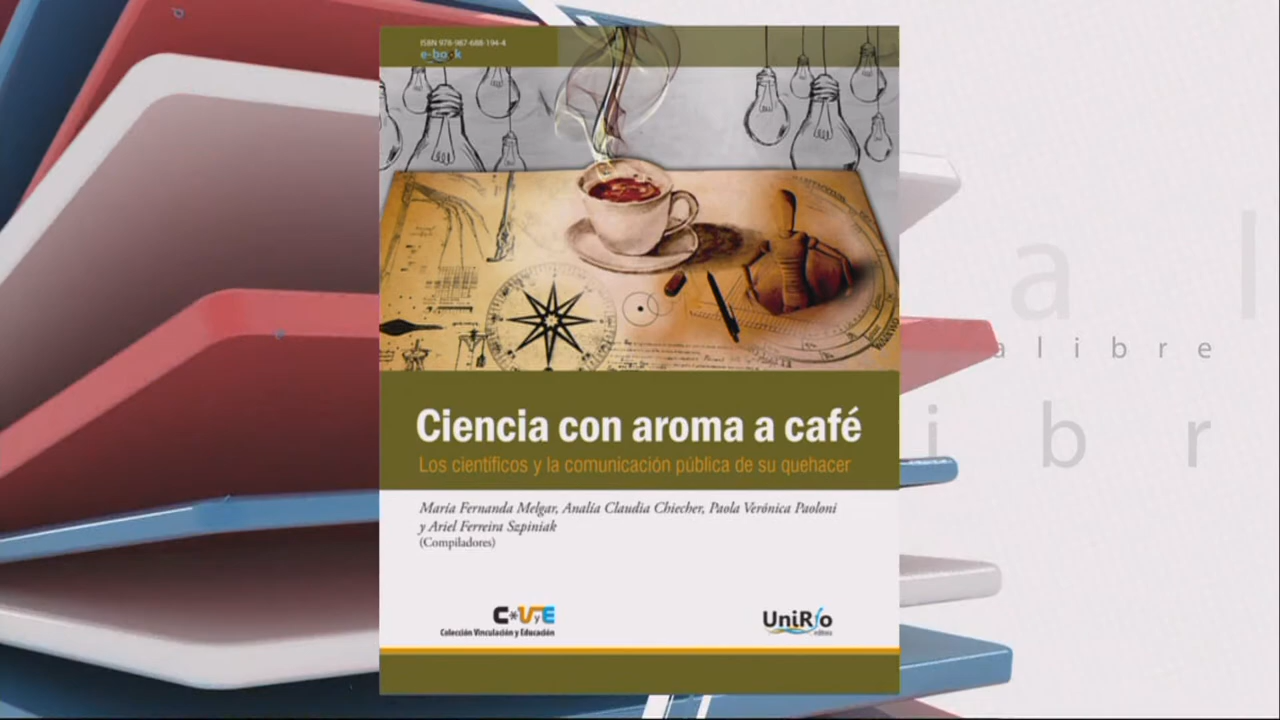 ISBN 978-987-688-194-4
e-book
Ciencia con aroma a café
Los científicos y la comunicación pública de su quehacer
María Fernanda Melgar, Analía Claudia Chiecher, Paola Verónica Paoloni
y Ariel Ferreira Szpiniak
(Compiladores)
C*VyE
Colección Vinculación y Educación
UniRío
editora
a l
a l i b r e
i b r